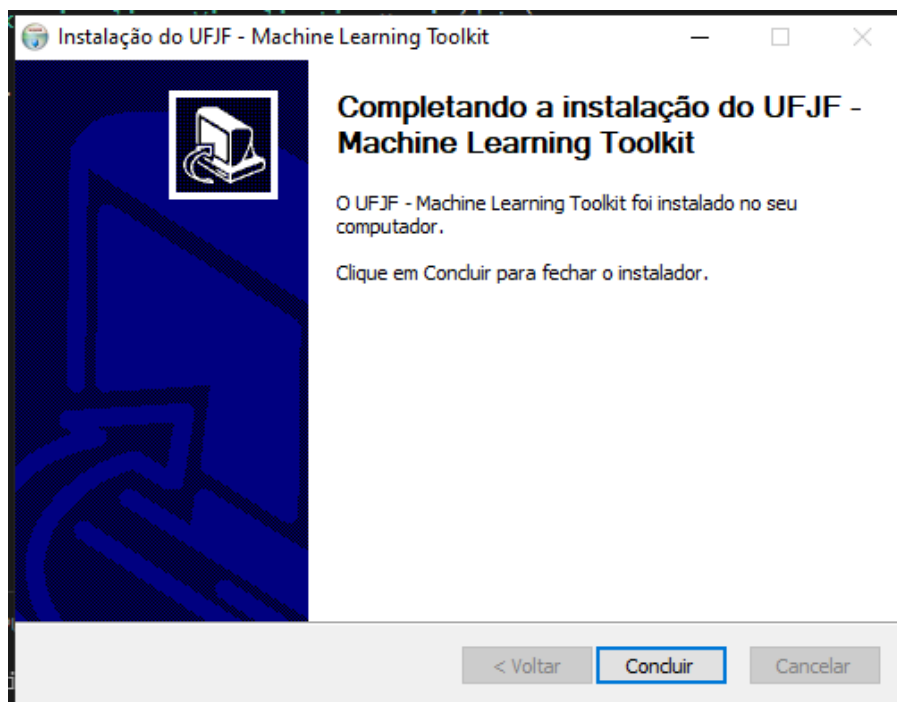 Instalação do UFJF - Machine Learning Toolkit
Completando a instalação do UFJF -
Machine Learning Toolkit
O UFJF - Machine Learning Toolkit foi instalado no seu
computador.
Clique em Concluir para fechar o instalador.
< Voltar
Concluir
Cancelar